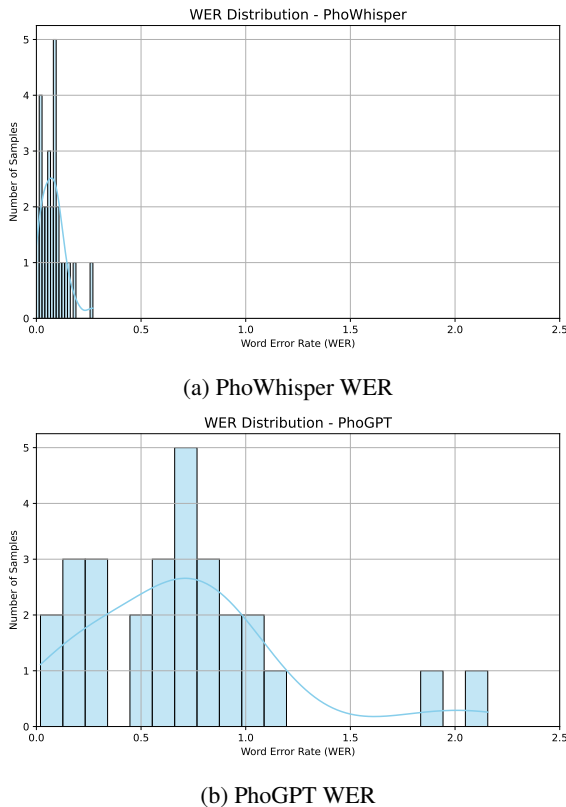 WER Distribution - PhoWhisper
5
4
3
2
1
0
Number of Samples
0.0 0.5 1.0 1.5 2.0 2.5
Word Error Rate (WER)
(a) PhoWhisper WER
WER Distribution - PhoGPT
5
4
3
2
1
0
Number of Samples
0.0 0.5 1.0 1.5 2.0 2.5
Word Error Rate (WER)
(b) PhoGPT WER